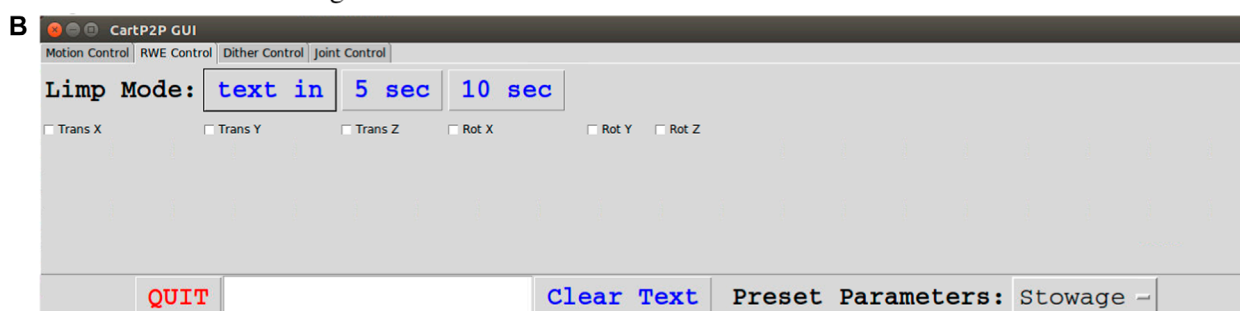 B
CartP2P GUI
Motion Control RWE Control Dither Control Joint Control
Limp Mode: text in 5 sec 10 sec
Trans X Trans Y Trans Z Rot X Rot Y Rot Z
QUIT Clear Text Preset Parameters: Stowage